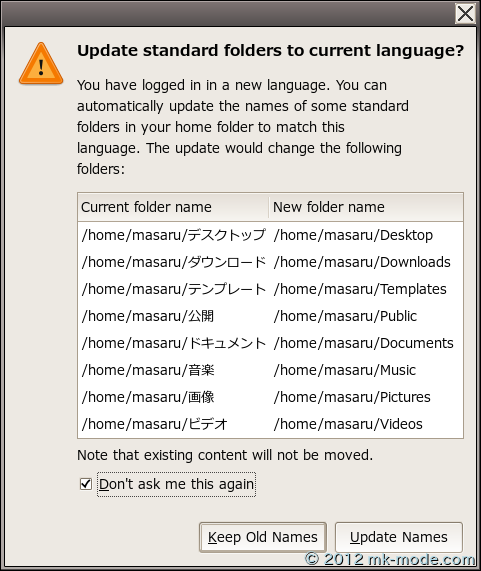 Update standard folders to current language?
You have logged in in a new language. You can
automatically update the names of some standard
folders in your home folder to match this
language. The update would change the following
folders:
Current folder name New folder name
/home/masaru/デスクトップ /home/masaru/Desktop
/home/masaru/ダウンロード /home/masaru/Downloads
/home/masaru/テンプレート /home/masaru/Templates
/home/masaru/公開 /home/masaru/Public
/home/masaru/ドキュメント /home/masaru/Documents
/home/masaru/音楽 /home/masaru/Music
/home/masaru/画像 /home/masaru/Pictures
/home/masaru/ビデオ /home/masaru/Videos
Note that existing content will not be moved.
Don't ask me this again
Keep Old Names Update Names
© 2012 mk-mode.com